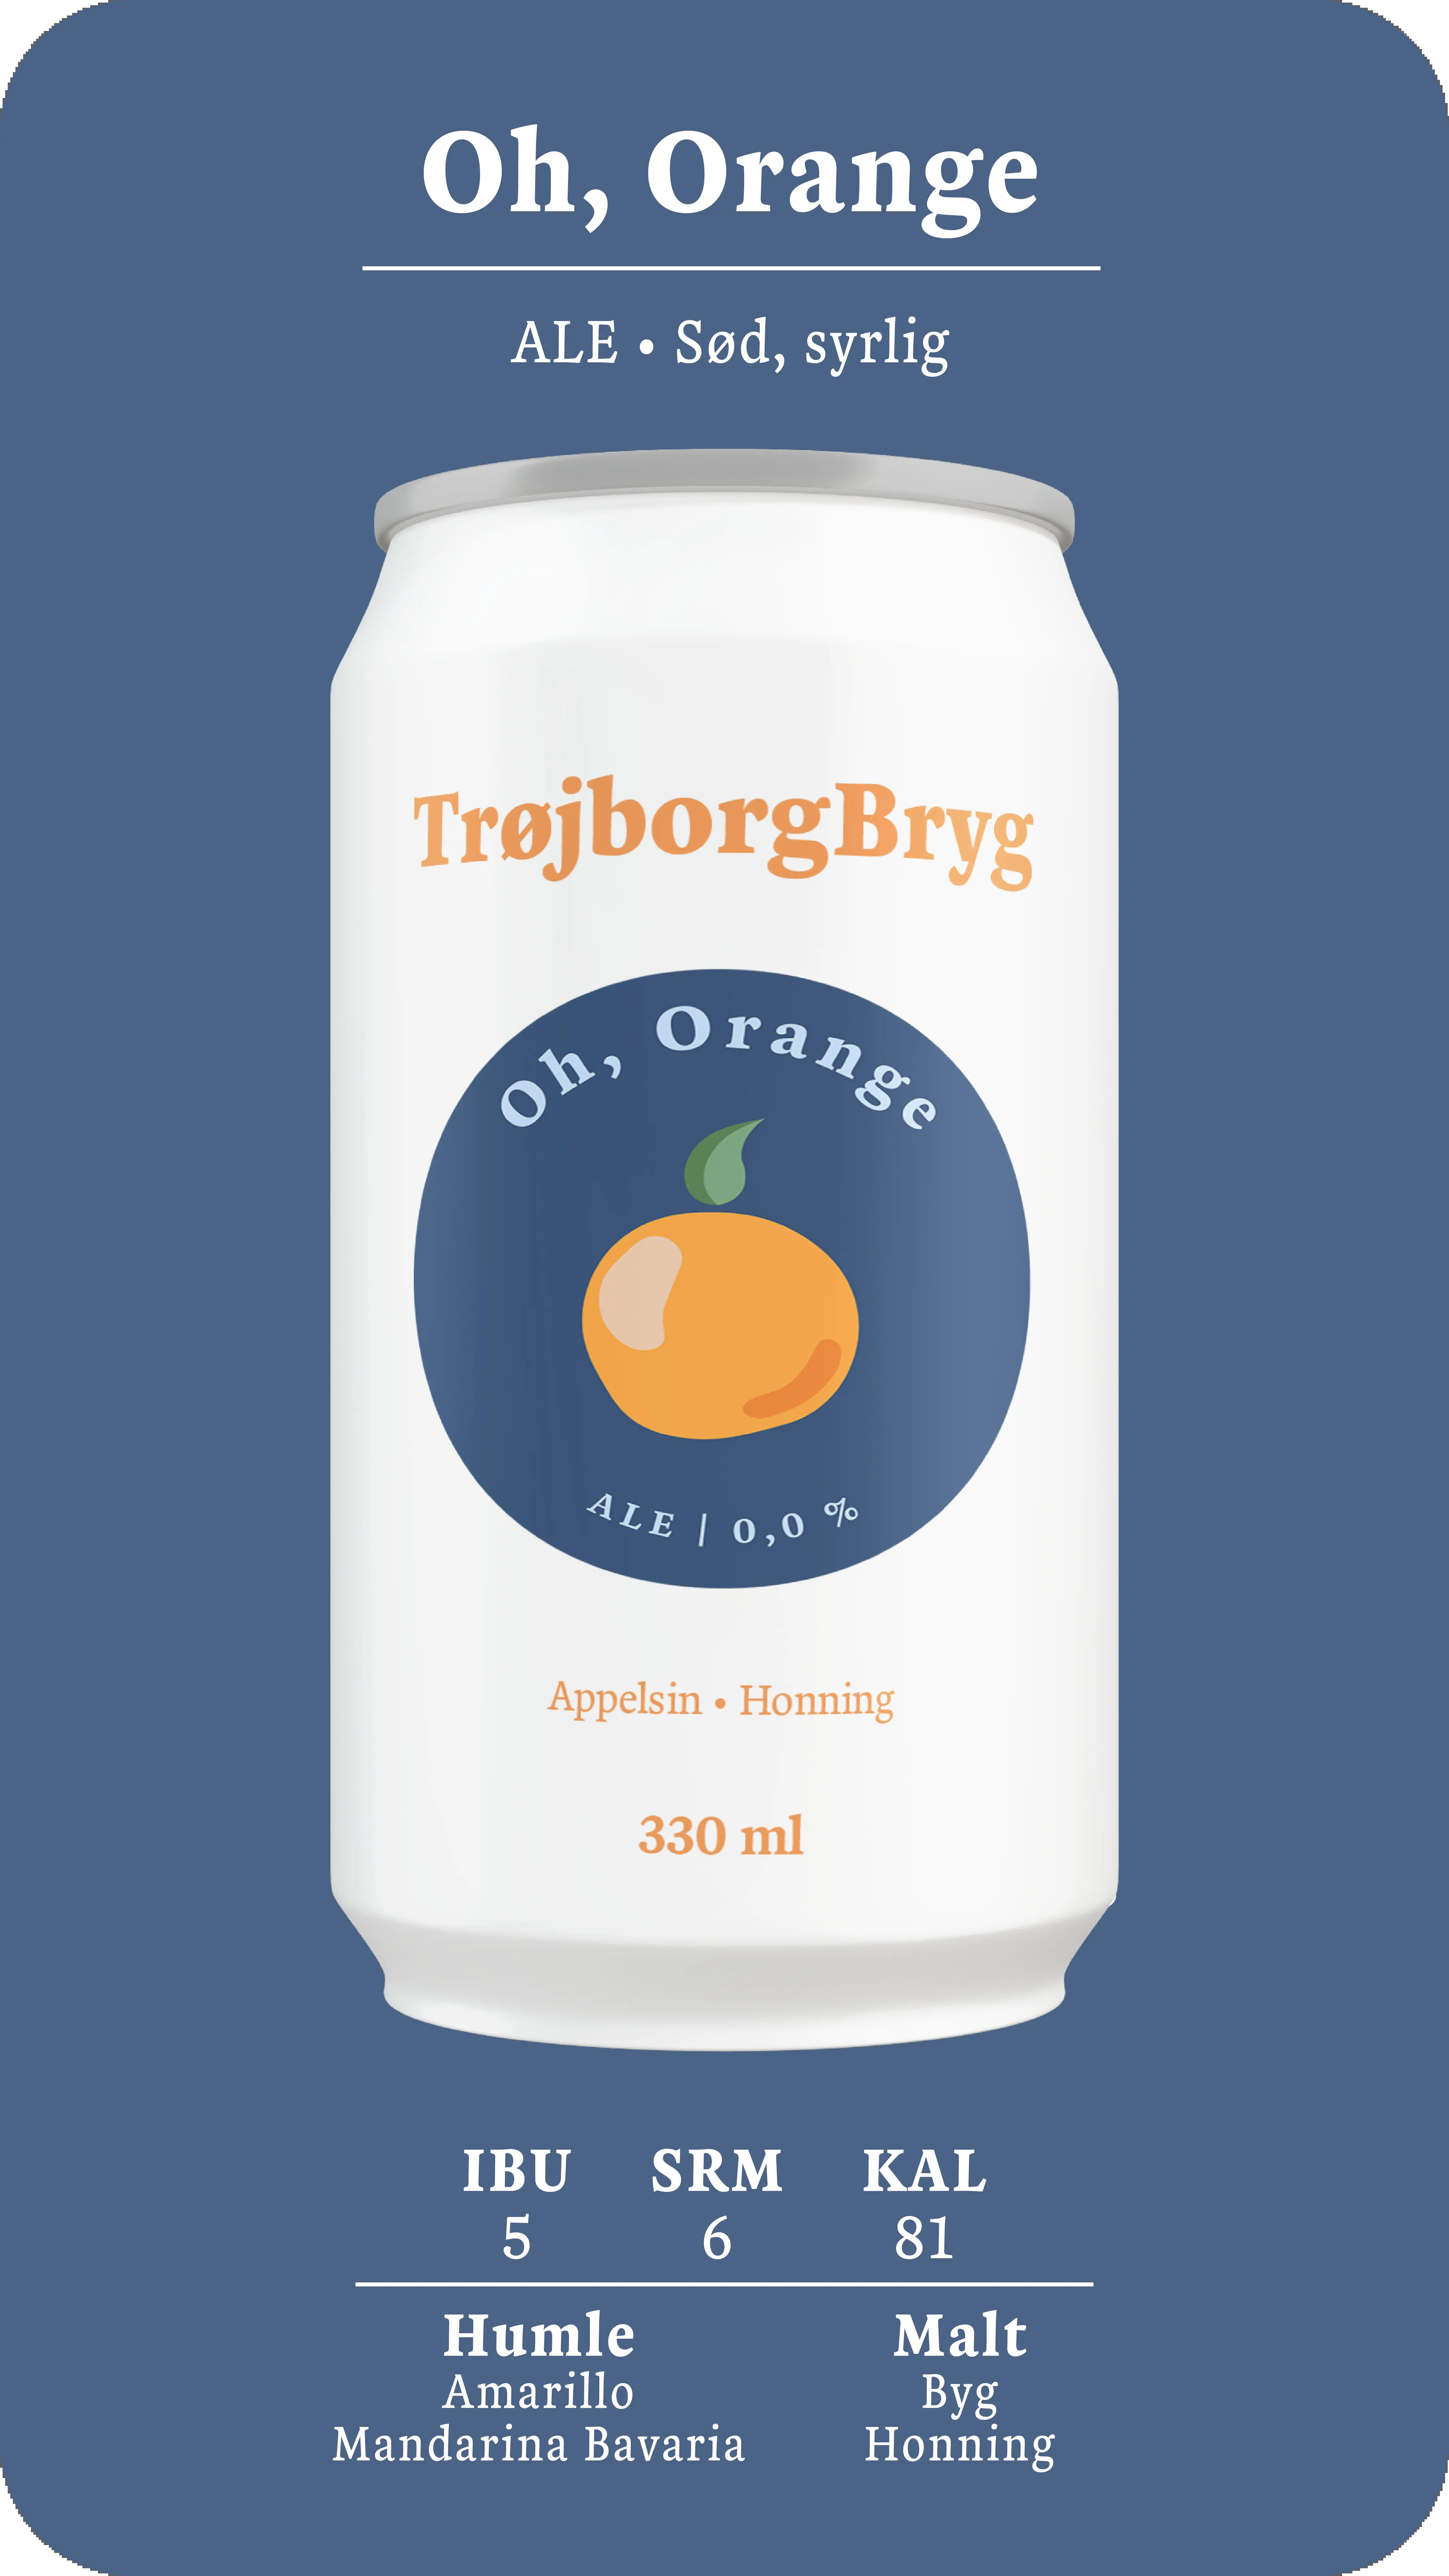 Oh, Orange
ALE • Sød, syrlig
TrøjborgBryg
Oh, Orange
ALE | 0,0 %
Appelsin • Honning
330 ml
IBU SRM KAL
5 6 81
Humle Malt
Amarillo Byg
Mandarina Bavaria Honning